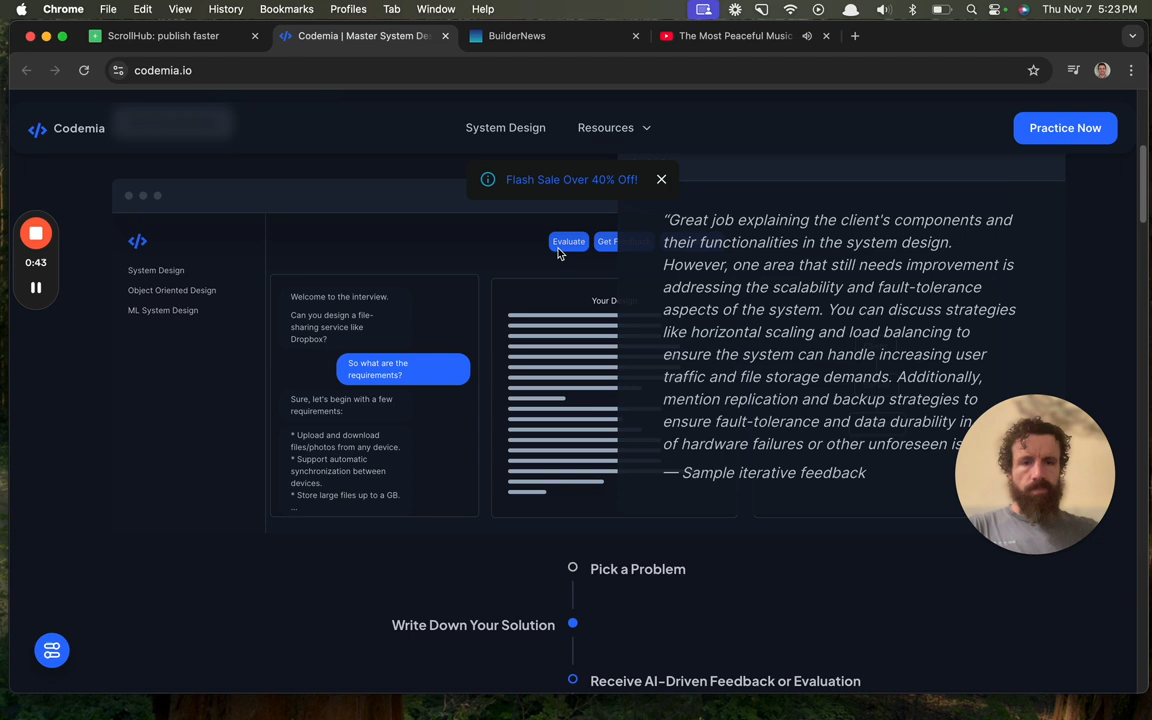 Chrome File Edit View History Bookmarks Profiles Tab Window Help Thu Nov 7 5:23 PM
ScrollHub: publish faster
Codemia | Master System De
BuilderNews
The Most Peaceful Music
codemia.io
Codemia
System Design
Resources
Practice Now
Flash Sale Over 40% Off!
0:43
Evaluate
Get F
System Design
Object Oriented Design
ML System Design
Welcome to the interview.
Can you design a file-
sharing service like
Dropbox?
So what are the
requirements?
Sure, let's begin with a few
requirements:
* Upload and download
files/photos from any device.
* Support automatic
synchronization between
devices.
* Store large files up to a GB.
...
Your Design
“Great job explaining the client's components and
their functionalities in the system design.
However, one area that still needs improvement is
addressing the scalability and fault-tolerance
aspects of the system. You can discuss strategies
like horizontal scaling and load balancing to
ensure the system can handle increasing user
traffic and file storage demands. Additionally,
mention replication and backup strategies to
ensure fault-tolerance and data durability in
of hardware failures or other unforeseen is
— Sample iterative feedback
Pick a Problem
Write Down Your Solution
Receive AI-Driven Feedback or Evaluation